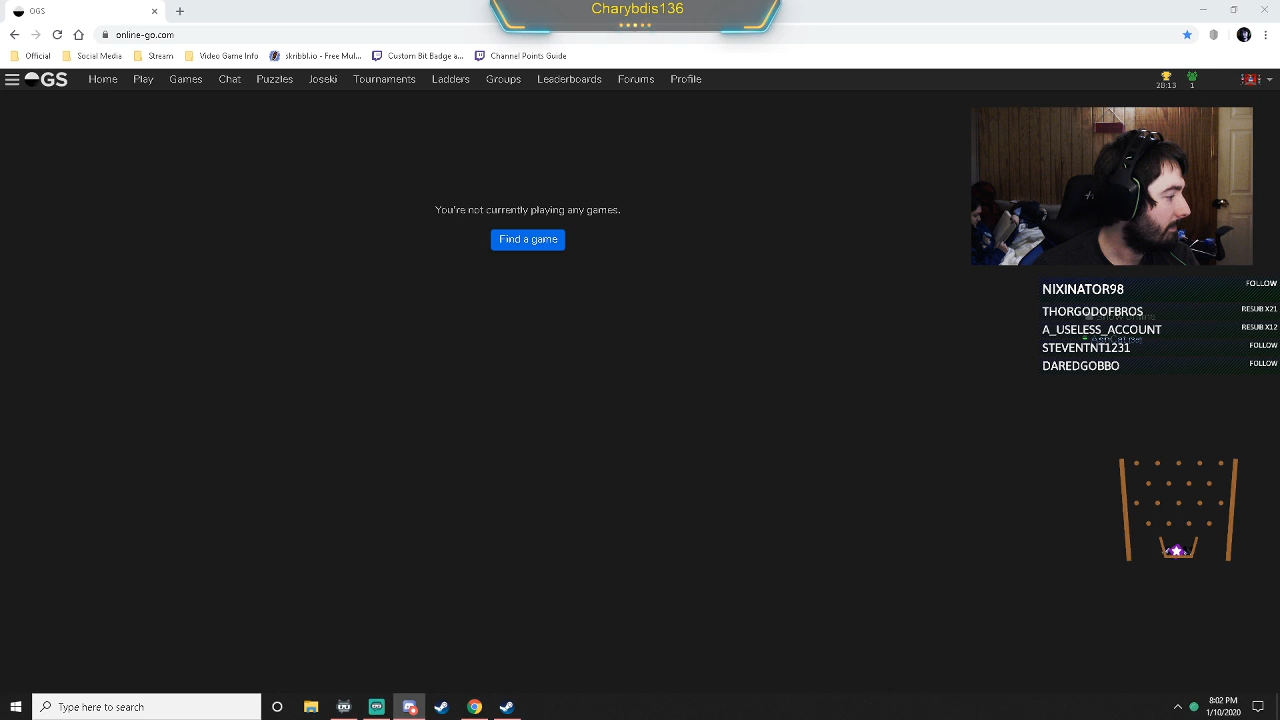 Charybdis136
OGS
online-go.com
Official
Social Media
Stream
Video Game Info
skribbl.io - Free Mul...
Custom Bit Badge a...
Channel Points Guide
OGS
Home
Play
Games
Chat
Puzzles
Joseki
Tournaments
Ladders
Groups
Leaderboards
Forums
Profile
28:13
1
You're not currently playing any games.
Find a game
NIXINATOR98 FOLLOW
THORGODOFBROS RESUB X21
A_USELESS_ACCOUNT RESUB X12
STEVENTNT1231 FOLLOW
DAREDGOBBO FOLLOW
Type here to search
8:02 PM
1/10/2020